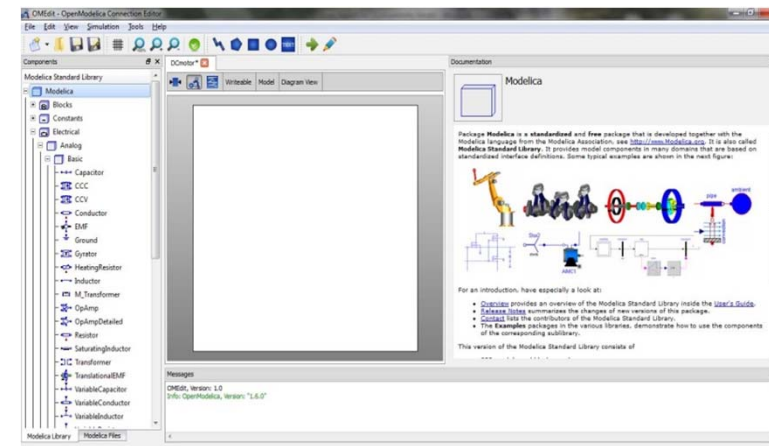 OMEdit - OpenModelica Connection Editor
File Edit View Simulation Tools Help
Components
DCmotor*
Documentation
Modelica Standard Library
Modelica
Blocks
Constants
Electrical
Analog
Basic
Capacitor
CCC
CCV
Conductor
EMF
Ground
Gyrator
HeatingResistor
Inductor
M_Transformer
OpAmp
OpAmpDetailed
Resistor
SaturatingInductor
Transformer
TranslationalEMF
VariableCapacitor
VariableConductor
VariableInductor
Modelica Library Modelica Files
Writeable Model Diagram View
Modelica
Package Modelica is a standardized and free package that is developed together with the
Modelica language from the Modelica Association, see http://www.Modelica.org. It is also called
Modelica Standard Library. It provides model components in many domains that are based on
standardized interface definitions. Some typical examples are shown in the next figure:
pipe
ambient
AIMC1
For an introduction, have especially a look at:
Overview provides an overview of the Modelica Standard Library inside the User's Guide.
Release Notes summarizes the changes of new versions of this package.
Contact lists the contributors of the Modelica Standard Library.
The Examples packages in the various libraries, demonstrate how to use the components
of the corresponding sublibrary.
This version of the Modelica Standard Library consists of
Messages
OMEdit, Version: 1.0
Info: OpenModelica, Version: "1.6.0"